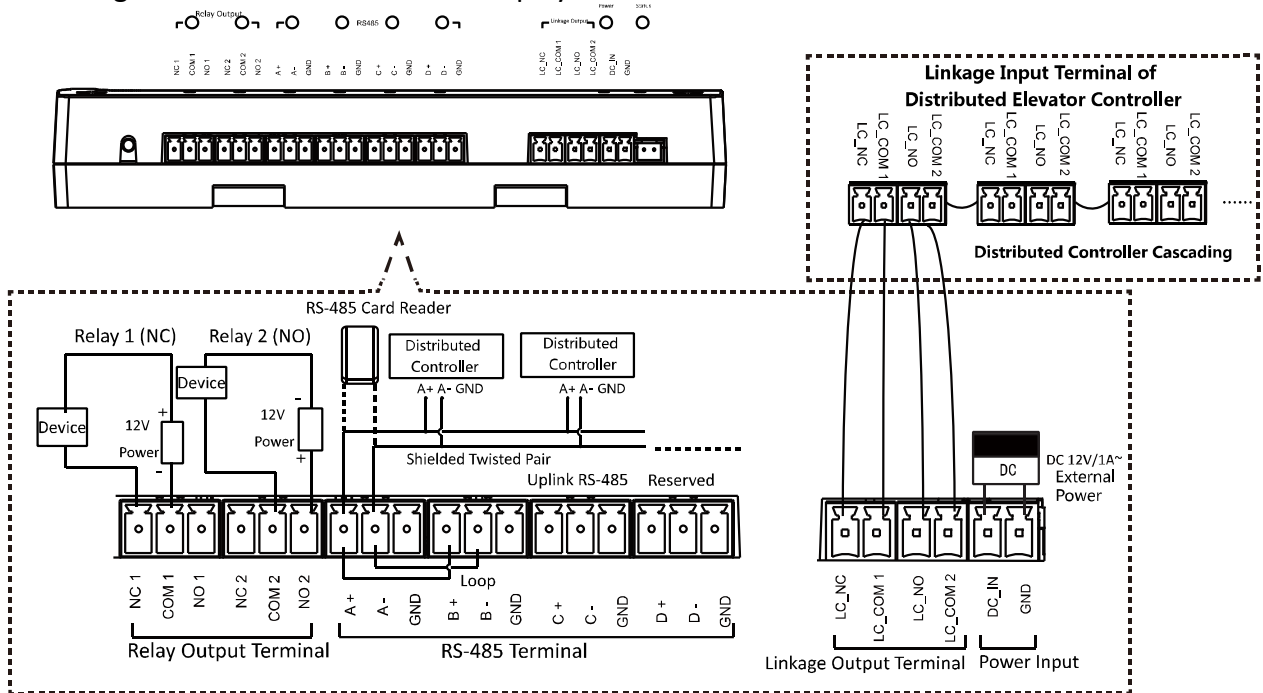 Relay Output
RS485
Linkage Output
Power
Status
NC 1
COM 1
NO 1
NC 2
COM 2
NO 2
A +
A -
GND
B +
B -
GND
C +
C -
GND
D +
D -
GND
LC_NC
LC_COM 1
LC_NO
LC_COM 2
DC_IN
GND
Linkage Input Terminal of
Distributed Elevator Controller
LC_NC
LC_COM 1
LC_NO
LC_COM 2
LC_NC
LC_COM 1
LC_NO
LC_COM 2
LC_NC
LC_COM 1
LC_NO
LC_COM 2
......
Distributed Controller Cascading
RS-485 Card Reader
Relay 1 (NC)
Relay 2 (NO)
Distributed
Controller
A+ A- GND
Distributed
Controller
A+ A- GND
Device
+
12V
Power
-
Device
-
12V
Power
+
Shielded Twisted Pair
Uplink RS-485
Reserved
DC
DC 12V/1A~
External
Power
Loop
NC 1
COM 1
NO 1
NC 2
COM 2
NO 2
A +
A -
GND
B +
B -
GND
C +
C -
GND
D +
D -
GND
LC_NC
LC_COM 1
LC_NO
LC_COM 2
DC_IN
GND
Relay Output Terminal
RS-485 Terminal
Linkage Output Terminal
Power Input